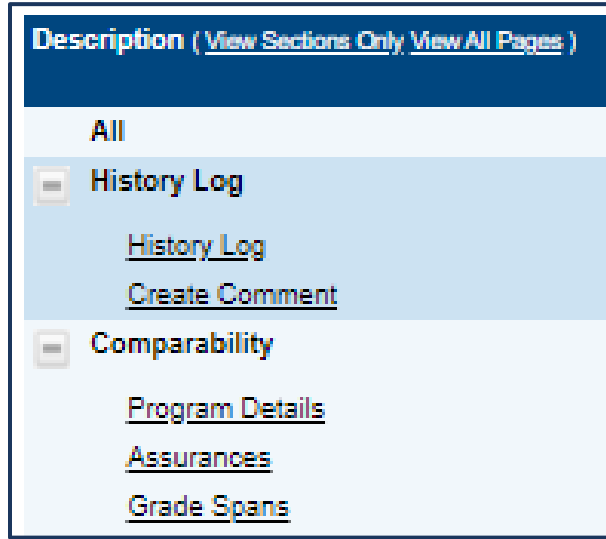 Description ( View Sections Only View All Pages )
All
History Log
History Log
Create Comment
Comparability
Program Details
Assurances
Grade Spans